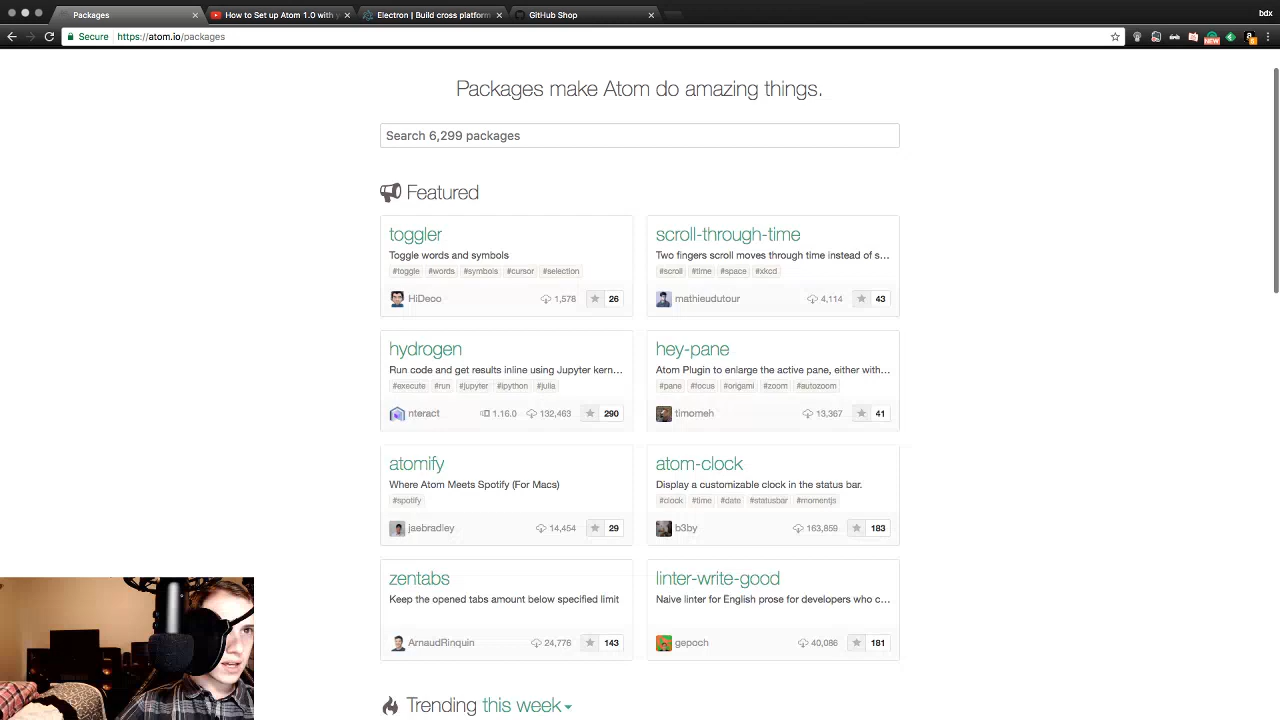 Packages
How to Set up Atom 1.0 with y
Electron | Build cross platform
GitHub Shop
bdx
Secure
https://atom.io/packages
NEW
Packages make Atom do amazing things.
Search 6,299 packages
Featured
toggler
Toggle words and symbols
#toggle #words #symbols #cursor #selection
HiDeoo 1,578 26
scroll-through-time
Two fingers scroll moves through time instead of s…
#scroll #time #space #xkcd
mathieudutour 4,114 43
hydrogen
Run code and get results inline using Jupyter kern…
#execute #run #jupyter #ipython #julia
nteract 1.16.0 132,463 290
hey-pane
Atom Plugin to enlarge the active pane, either with…
#pane #focus #origami #zoom #autozoom
timomeh 13,367 41
atomify
Where Atom Meets Spotify (For Macs)
#spotify
jaebradley 14,454 29
atom-clock
Display a customizable clock in the status bar.
#clock #time #date #statusbar #momentjs
b3by 163,859 183
zentabs
Keep the opened tabs amount below specified limit
ArnaudRinquin 24,776 143
linter-write-good
Naive linter for English prose for developers who c…
gepoch 40,086 181
Trending this week